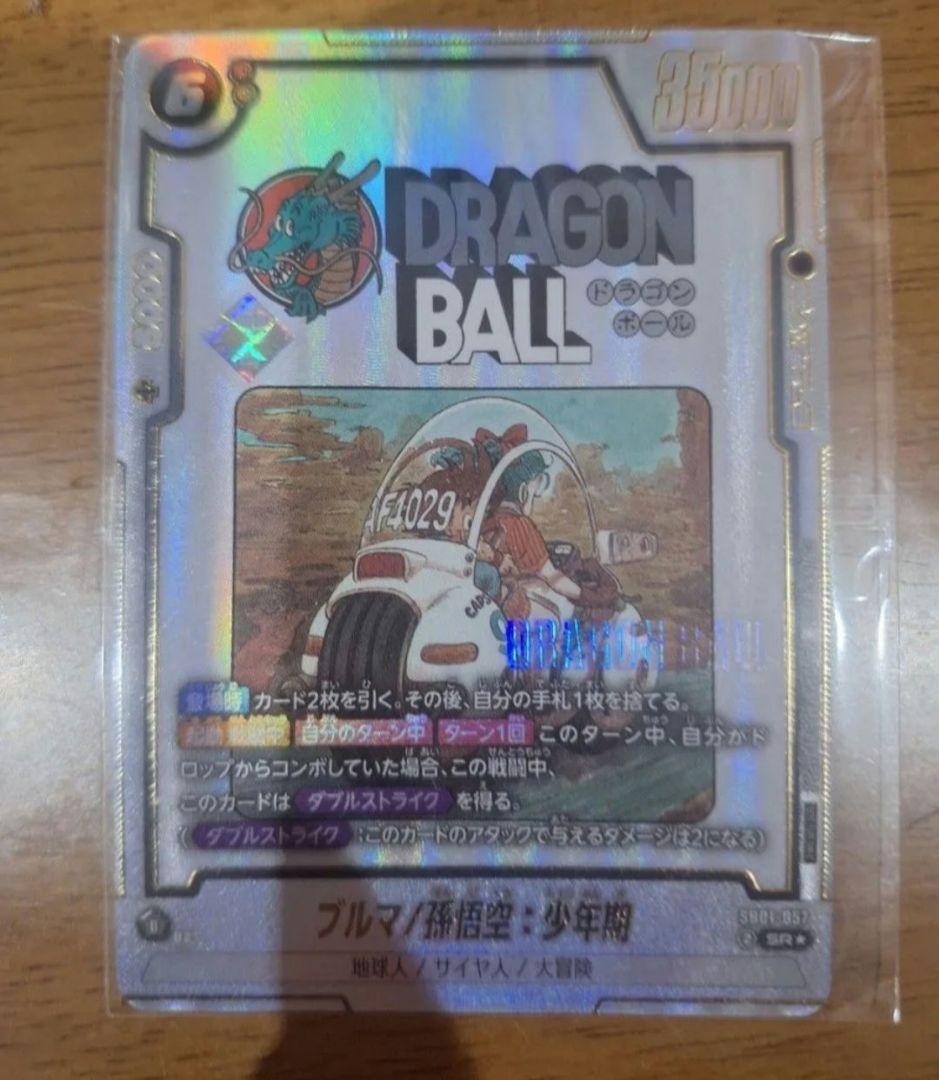 6
35000
DRAGON
BALL
ドラゴン
ボール
AF4029
CAPS
9
DRAGON BALL
登場時 カード2枚を引く。その後、自分の手札1枚を捨てる。
自分のターン中 ターン1回 このターン中、自分がド
ロップからコンボしていた場合、この戦闘中、
このカードは ダブルストライク を得る。
( ダブルストライク :このカードのアタックで与えるダメージは2になる)
ブルマ/孫悟空:少年期
SB01-057
SR★
地球人 / サイヤ人 / 大冒険